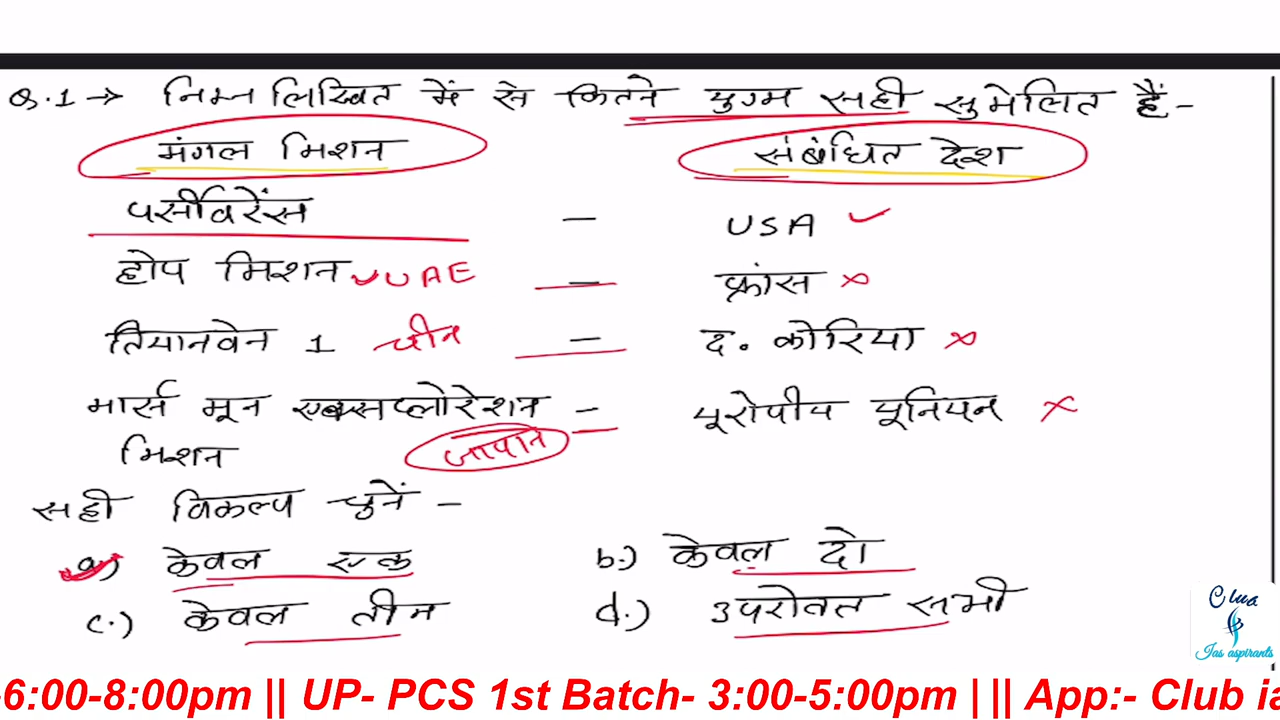 Q.1 → निम्नलिखित में से कितने युग्म सही सुमेलित हैं -
मंगल मिशन संबंधित देश
पर्सीवरेंस - USA ✓
होप मिशन ✓ UAE - फ्रांस ×
तियानवेन 1 चीन - द. कोरिया ×
मार्स मून एक्सप्लोरेशन - यूरोपीय यूनियन ×
मिशन जापान
सही विकल्प चुनें -
a) केवल एक b.) केवल दो
c.) केवल तीन d.) उपरोक्त सभी
Club
Ias aspirants
-6:00-8:00pm || UP- PCS 1st Batch- 3:00-5:00pm | || App:- Club ia